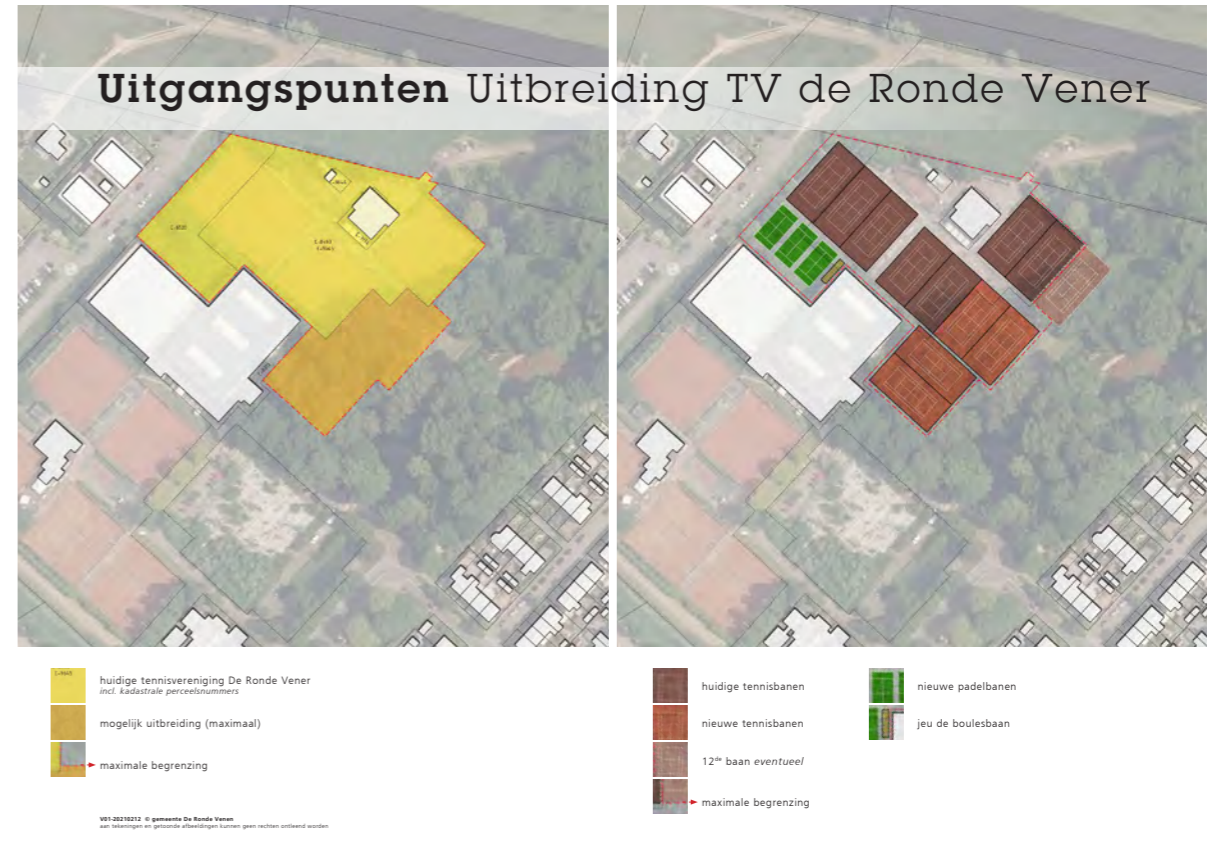 Uitgangspunten Uitbreiding TV de Ronde Vener
huidige tennisvereniging De Ronde Vener
incl. kadastrale perceelsnummers
mogelijk uitbreiding (maximaal)
maximale begrenzing
V01-20210212 © gemeente De Ronde Venen
aan tekeningen en getoonde afbeeldingen kunnen geen rechten ontleend worden
huidige tennisbanen
nieuwe tennisbanen
12de baan eventueel
maximale begrenzing
nieuwe padelbanen
jeu de boulesbaan